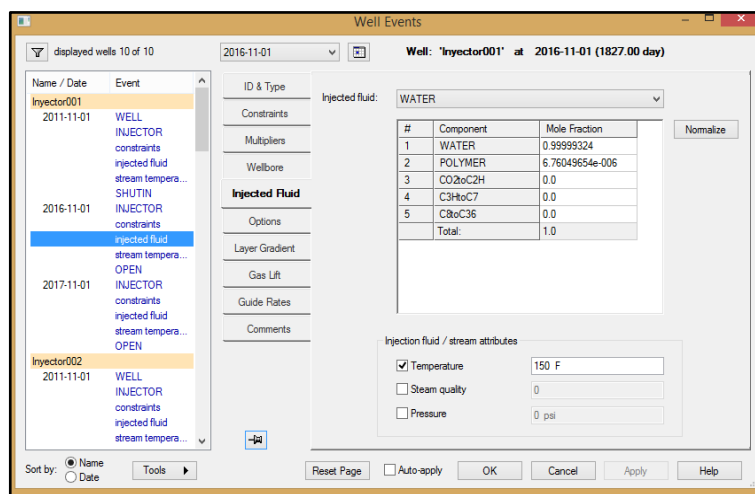 Well Events
displayed wells 10 of 10
2016-11-01
Well: 'Inyector001' at 2016-11-01 (1827.00 day)
Name / Date Event
Inyector001
2011-11-01 WELL
INJECTOR
constraints
injected fluid
stream tempera...
SHUTIN
2016-11-01 INJECTOR
constraints
injected fluid
stream tempera...
OPEN
2017-11-01 INJECTOR
constraints
injected fluid
stream tempera...
OPEN
Inyector002
2011-11-01 WELL
INJECTOR
constraints
injected fluid
stream tempera...
ID & Type
Constraints
Multipliers
Wellbore
Injected Fluid
Options
Layer Gradient
Gas Lift
Guide Rates
Comments
Injected fluid: WATER
# Component Mole Fraction
1 WATER 0.99999324
2 POLYMER 6.76049654e-006
3 CO2toC2H 0.0
4 C3HtoC7 0.0
5 C8toC36 0.0
Total: 1.0
Normalize
Injection fluid / stream attributes
Temperature 150 F
Steam quality 0
Pressure 0 psi
Sort by: Name
Date
Tools
Reset Page Auto-apply OK Cancel Apply Help